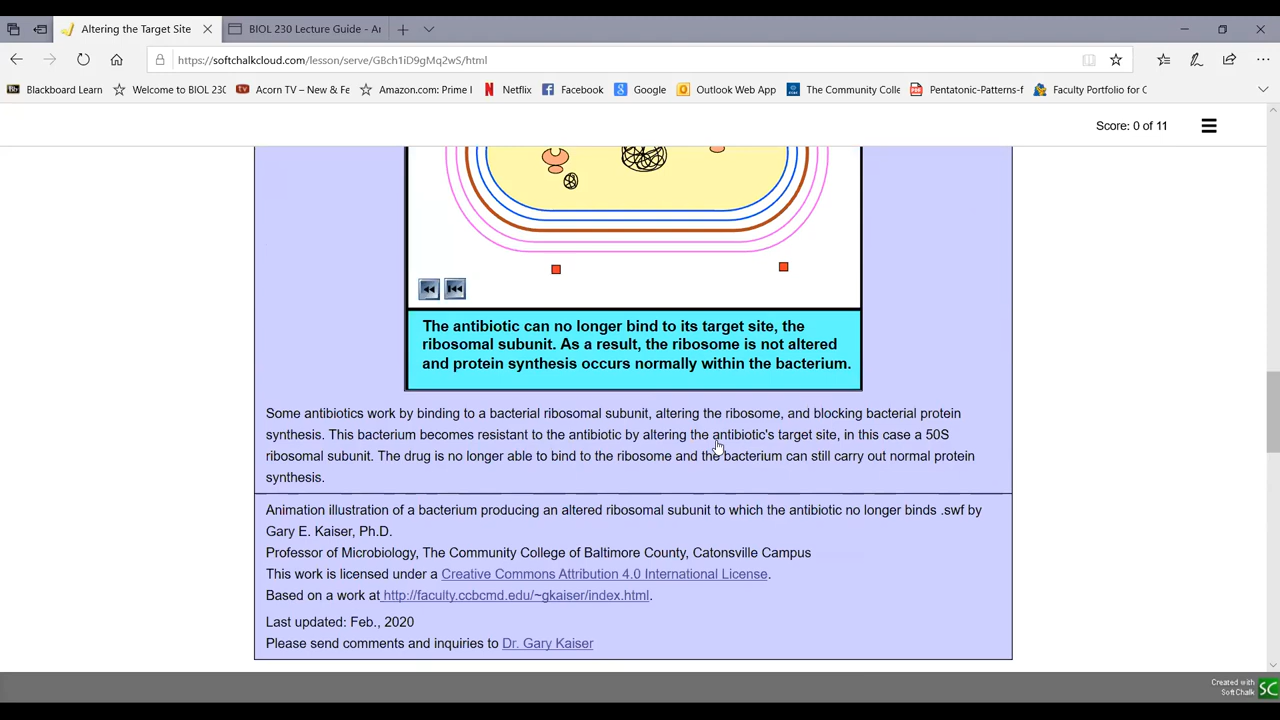 Altering the Target Site
BIOL 230 Lecture Guide - Ar
https://softchalkcloud.com/lesson/serve/GBch1iD9gMq2wS/html
Blackboard Learn Welcome to BIOL 230 Acorn TV – New & Fe Amazon.com: Prime I Netflix Facebook Google Outlook Web App The Community Colle Pentatonic-Patterns-f Faculty Portfolio for C
Score: 0 of 11
The antibiotic can no longer bind to its target site, the
ribosomal subunit. As a result, the ribosome is not altered
and protein synthesis occurs normally within the bacterium.
Some antibiotics work by binding to a bacterial ribosomal subunit, altering the ribosome, and blocking bacterial protein
synthesis. This bacterium becomes resistant to the antibiotic by altering the antibiotic's target site, in this case a 50S
ribosomal subunit. The drug is no longer able to bind to the ribosome and the bacterium can still carry out normal protein
synthesis.
Animation illustration of a bacterium producing an altered ribosomal subunit to which the antibiotic no longer binds .swf by
Gary E. Kaiser, Ph.D.
Professor of Microbiology, The Community College of Baltimore County, Catonsville Campus
This work is licensed under a Creative Commons Attribution 4.0 International License.
Based on a work at http://faculty.ccbcmd.edu/~gkaiser/index.html.
Last updated: Feb., 2020
Please send comments and inquiries to Dr. Gary Kaiser
Created with
SoftChalk
SC